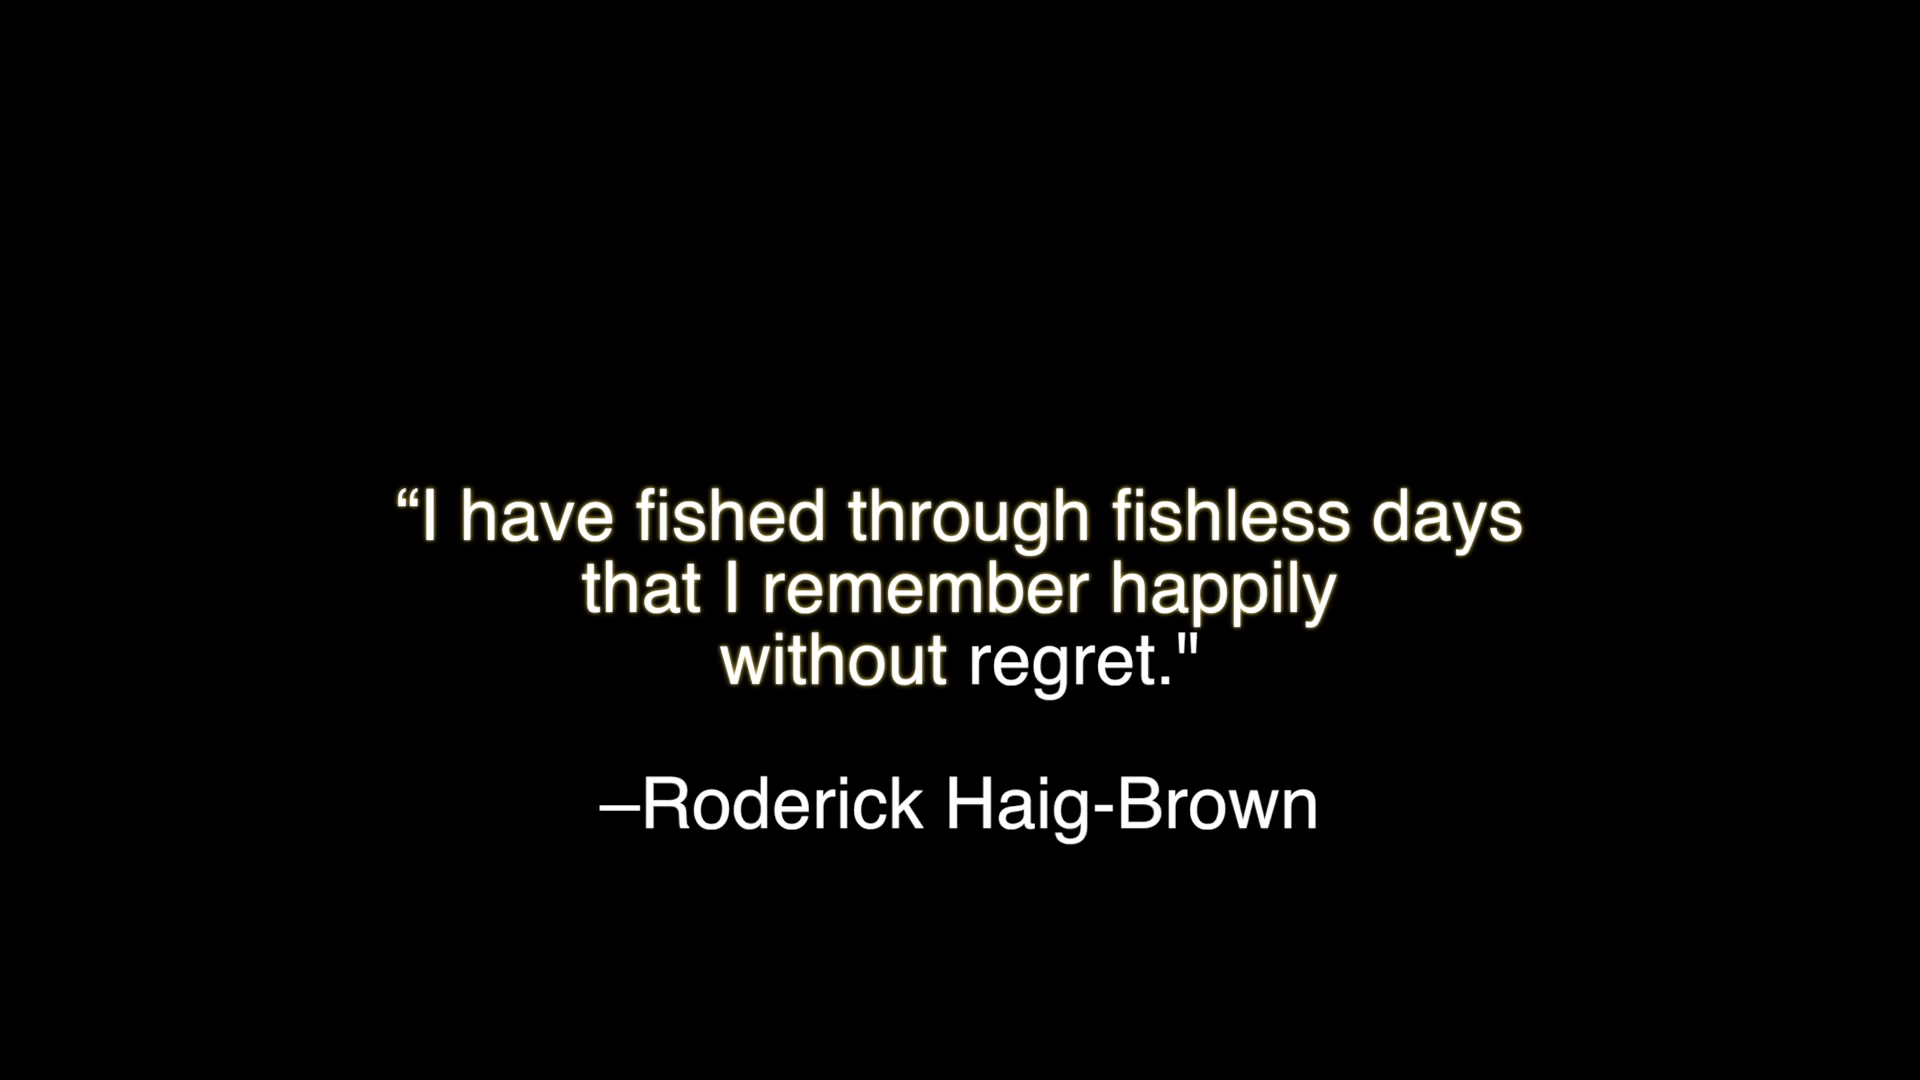 “I have fished through fishless days
that I remember happily
without regret."
–Roderick Haig-Brown